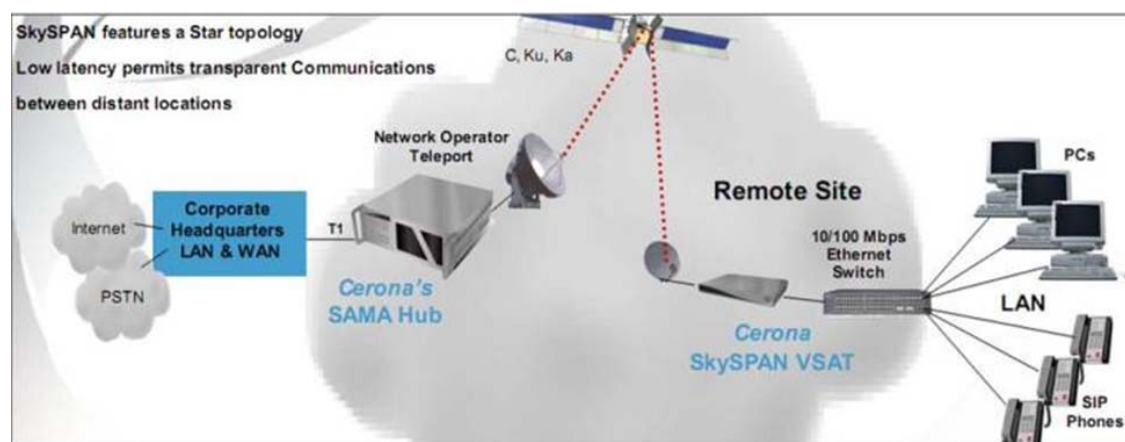 SkySPAN features a Star topology
Low latency permits transparent Communications
between distant locations
C, Ku, Ka
Network Operator
Teleport
Internet
PSTN
Corporate
Headquarters
LAN & WAN
T1
Cerona's
SAMA Hub
Remote Site
10/100 Mbps
Ethernet
Switch
Cerona
SkySPAN VSAT
PCs
LAN
SIP
Phones